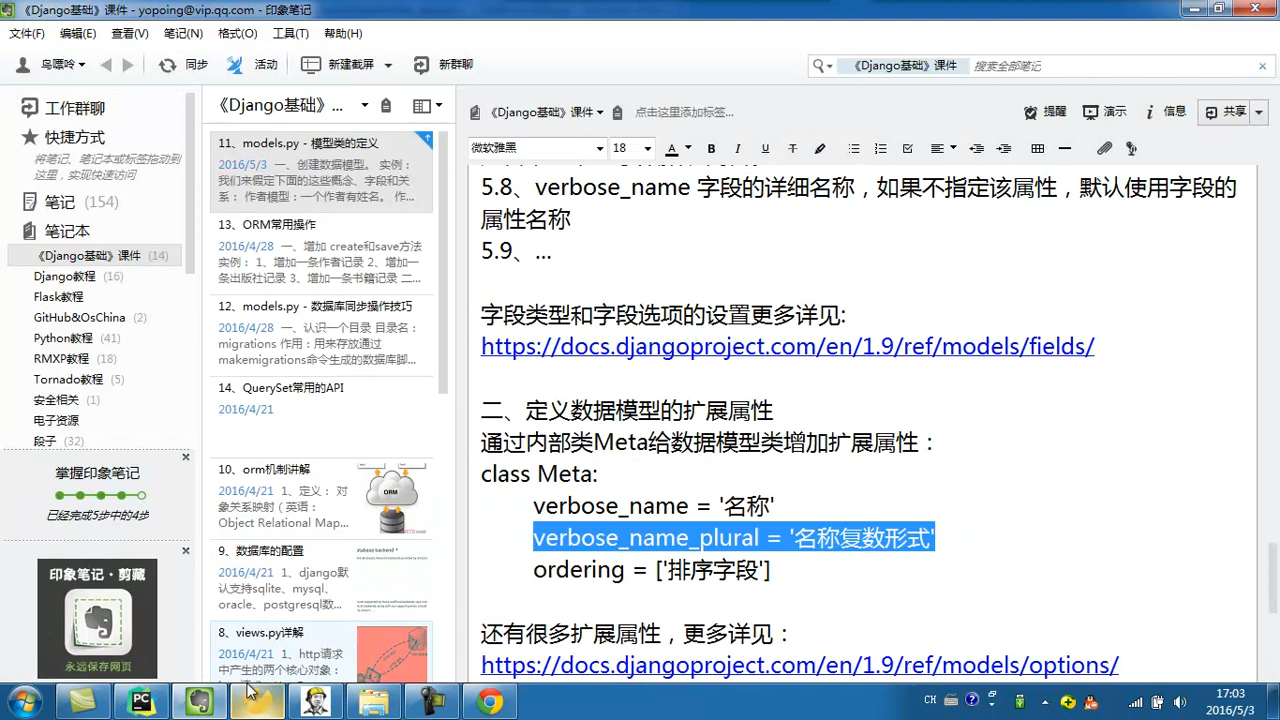 《Django基础》课件 - yopoing@vip.qq.com - 印象笔记
文件(F) 编辑(E) 查看(V) 笔记(N) 格式(O) 工具(T) 帮助(H)
鸟嘌呤 同步 活动 新建截屏 新群聊
《Django基础》课件 搜索全部笔记
工作群聊
快捷方式
将笔记、笔记本或标签拖动到
这里，实现快速访问
笔记 (154)
笔记本
《Django基础》课件 (14)
Django教程 (16)
Flask教程
GitHub&OsChina (2)
Python教程 (41)
RMXP教程 (18)
Tornado教程 (5)
安全相关 (1)
电子资源
段子 (32)
掌握印象笔记
已经完成5步中的4步
印象笔记·剪藏
永远保存网页
《Django基础》...
11、models.py - 模型类的定义
2016/5/3 一、创建数据模型。 实例：
我们来假定下面的这些概念、字段和关
系： 作者模型：一个作者有姓名。 作...
13、ORM常用操作
2016/4/28 一、增加 create和save方法
实例： 1、增加一条作者记录 2、增加一
条出版社记录 3、增加一条书籍记录 二...
12、models.py - 数据库同步操作技巧
2016/4/28 一、认识一个目录 目录名：
migrations 作用：用来存放通过
makemigrations命令生成的数据库脚...
14、QuerySet常用的API
2016/4/21
10、orm机制讲解
2016/4/21 1、定义： 对
象关系映射（英语：
Object Relational Map...
ORM
9、数据库的配置
2016/4/21 1、django默
认支持sqlite、mysql、
oracle、postgresql数...
8、views.py详解
2016/4/21 1、http请求
中产生的两个核心对象：
《Django基础》课件 点击这里添加标签...
提醒 演示 信息 共享
微软雅黑 18 A B I U T
5.8、verbose_name 字段的详细名称，如果不指定该属性，默认使用字段的
属性名称
5.9、...
字段类型和字段选项的设置更多详见:
https://docs.djangoproject.com/en/1.9/ref/models/fields/
二、定义数据模型的扩展属性
通过内部类Meta给数据模型类增加扩展属性：
class Meta:
verbose_name = '名称'
verbose_name_plural = '名称复数形式'
ordering = ['排序字段']
还有很多扩展属性，更多详见：
https://docs.djangoproject.com/en/1.9/ref/models/options/
PC
CH
17:03
2016/5/3